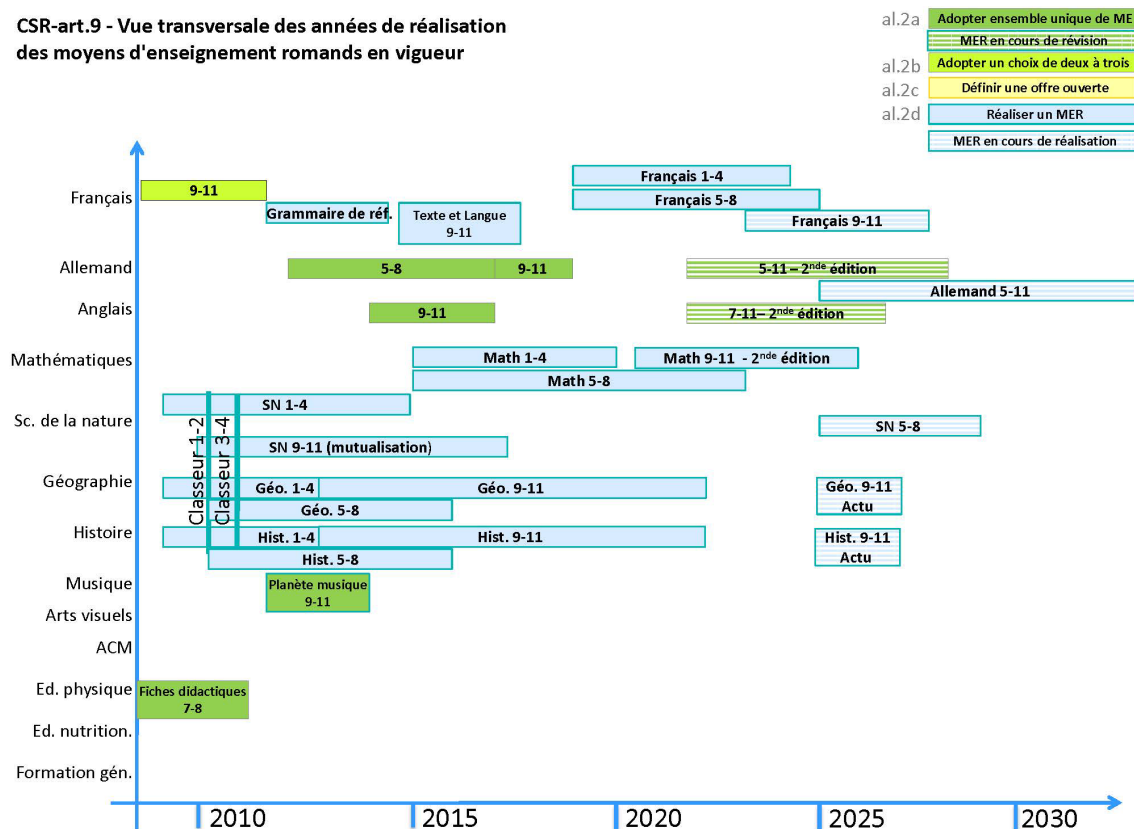 CSR-art.9 - Vue transversale des années de réalisation
des moyens d'enseignement romands en vigueur
al.2a Adopter ensemble unique de ME
MER en cours de révision
al.2b Adopter un choix de deux à trois
al.2c Définir une offre ouverte
al.2d Réaliser un MER
MER en cours de réalisation
Français
9-11
Grammaire de réf.
Texte et Langue
9-11
Français 1-4
Français 5-8
Français 9-11
Allemand
5-8
9-11
5-11 – 2nde édition
Allemand 5-11
Anglais
9-11
7-11– 2nde édition
Mathématiques
Math 1-4
Math 9-11 - 2nde édition
Math 5-8
Sc. de la nature
SN 1-4
SN 9-11 (mutualisation)
SN 5-8
Classeur 1-2
Classeur 3-4
Géographie
Géo. 1-4
Géo. 9-11
Géo. 5-8
Géo. 9-11
Actu
Histoire
Hist. 1-4
Hist. 9-11
Hist. 5-8
Hist. 9-11
Actu
Musique
Planète musique
9-11
Arts visuels
ACM
Ed. physique
Fiches didactiques
7-8
Ed. nutrition.
Formation gén.
2010 2015 2020 2025 2030